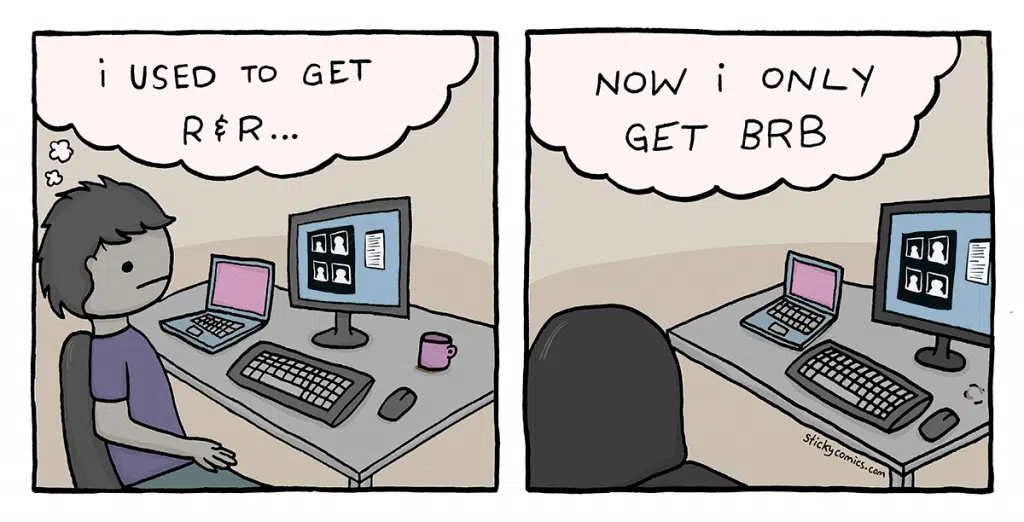 i USED TO GET
R & R...
NOW i ONLY
GET BRB
stickycomics.com